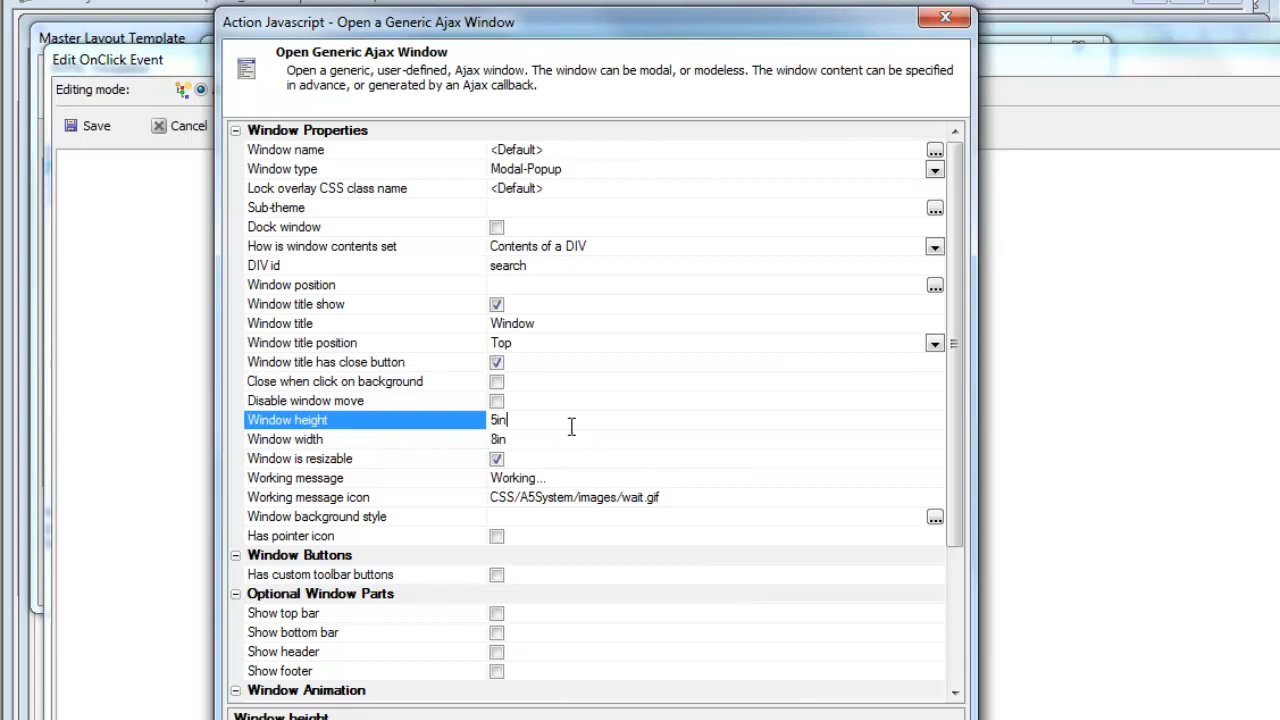 Action Javascript - Open a Generic Ajax Window
Master Layout Template
Edit OnClick Event
Open Generic Ajax Window
Open a generic, user-defined, Ajax window. The window can be modal, or modeless. The window content can be specified
in advance, or generated by an Ajax callback.
Editing mode:
Save Cancel
Window Properties
Window name <Default>
Window type Modal-Popup
Lock overlay CSS class name <Default>
Sub-theme
Dock window
How is window contents set Contents of a DIV
DIV id search
Window position
Window title show
Window title Window
Window title position Top
Window title has close button
Close when click on background
Disable window move
Window height 5in
Window width 8in
Window is resizable
Working message Working...
Working message icon CSS/A5System/images/wait.gif
Window background style
Has pointer icon
Window Buttons
Has custom toolbar buttons
Optional Window Parts
Show top bar
Show bottom bar
Show header
Show footer
Window Animation
Window height